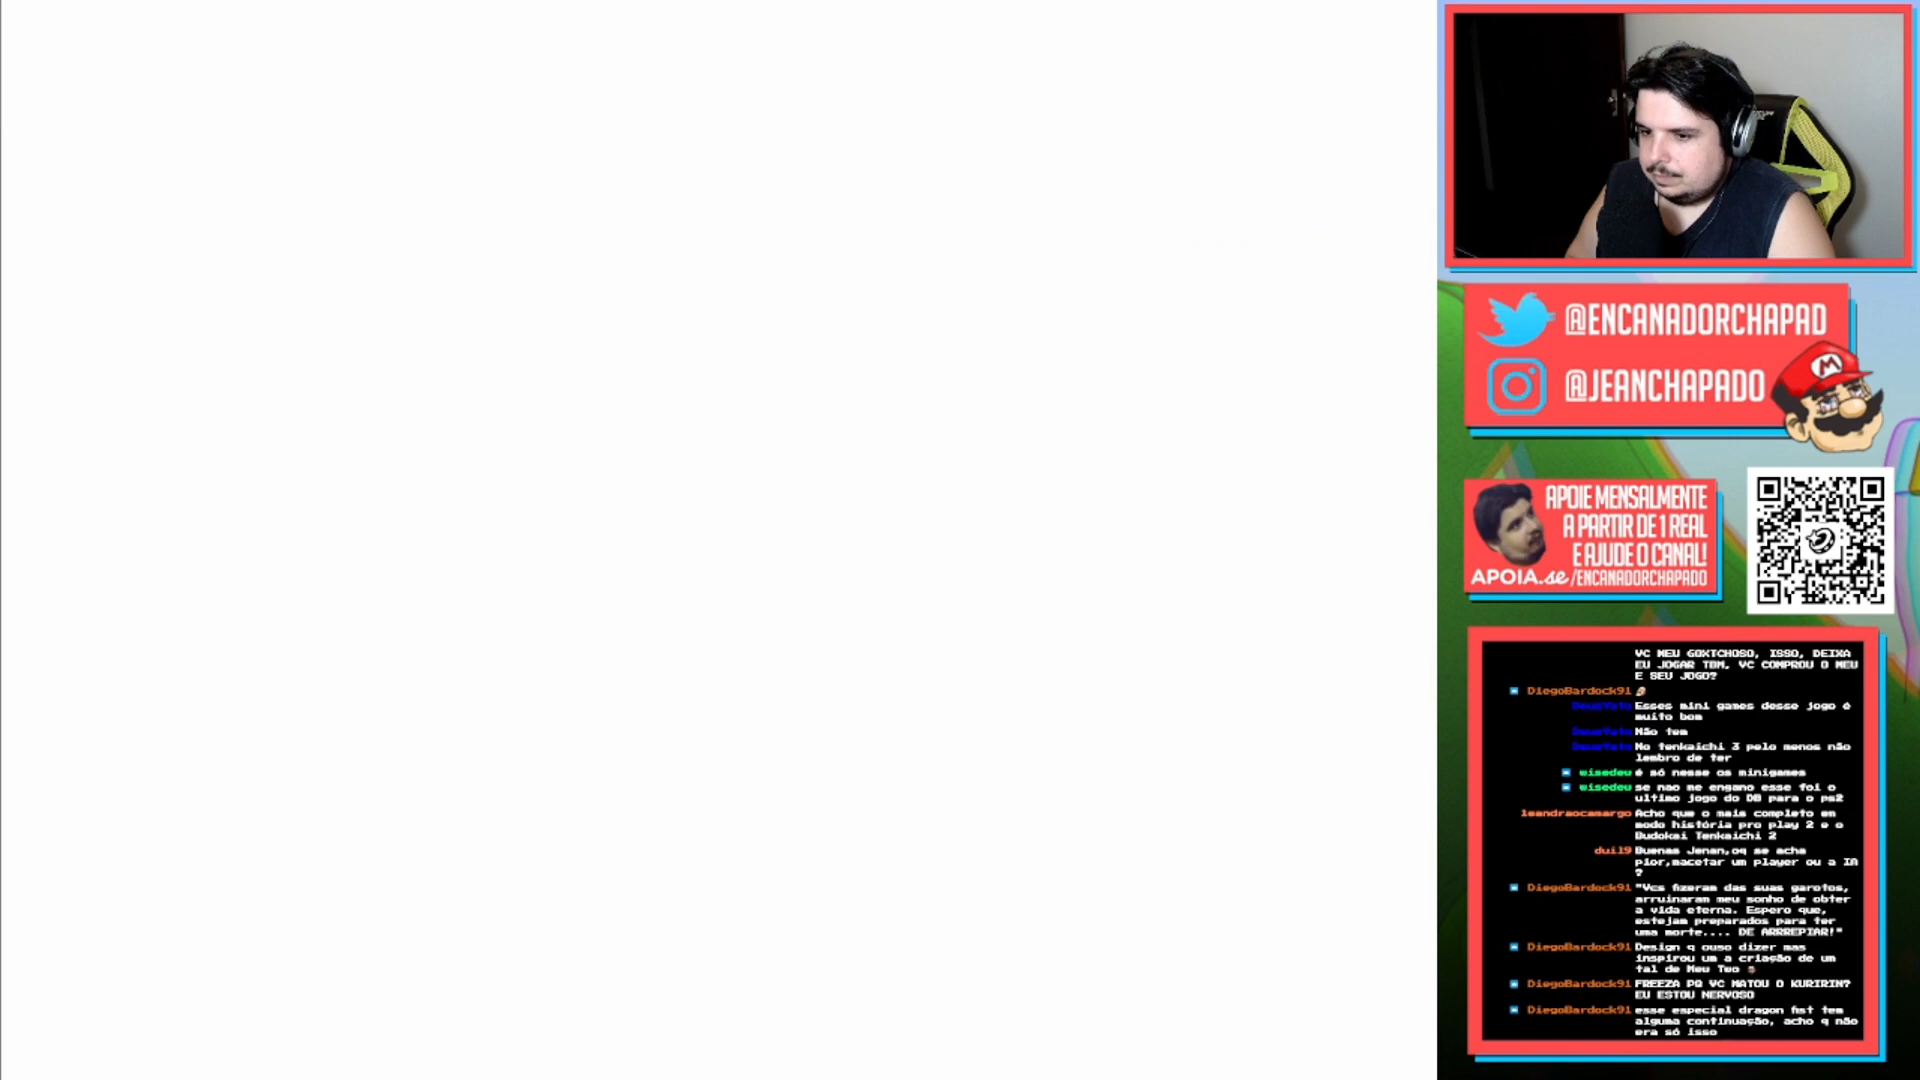 @ENCANADORCHAPAD
@JEANCHAPADO
M
APOIE MENSALMENTE
A PARTIR DE 1 REAL
E AJUDE O CANAL!
APOIA.se/ENCANADORCHAPADO
VC MEU GOXTCHOSO, ISSO, DEIXA
EU JOGAR TBM, VC COMPROU O MEU
E SEU JOGO?
DiegoBardock91
Esses mini games desse jogo é
muito bom
Não tem
No tenkaichi 3 pelo menos não
lembro de ter
wisedeu é só nesse os minigames
wisedeu se nao me engano esse foi o
ultimo jogo do DB para o ps2
leandraocamargo Acho que o mais completo em
modo história pro play 2 e o
Budokai Tenkaichi 2
duil9 Buenas Jenan,oq se acha
pior,macetar um player ou a IA
?
DiegoBardock91 "Vcs fizeram das suas garotos,
arruinaram meu sonho de obter
a vida eterna. Espero que,
estejam preparados para ter
uma morte.... DE ARRREPIAR!"
DiegoBardock91 Design q ouso dizer mas
inspirou um a criação de um
tal de Meu Two
DiegoBardock91 FREEZA PQ VC MATOU O KURIRIN?
EU ESTOU NERVOSO
DiegoBardock91 esse especial dragon fist tem
alguma continuação, acho q não
era só isso